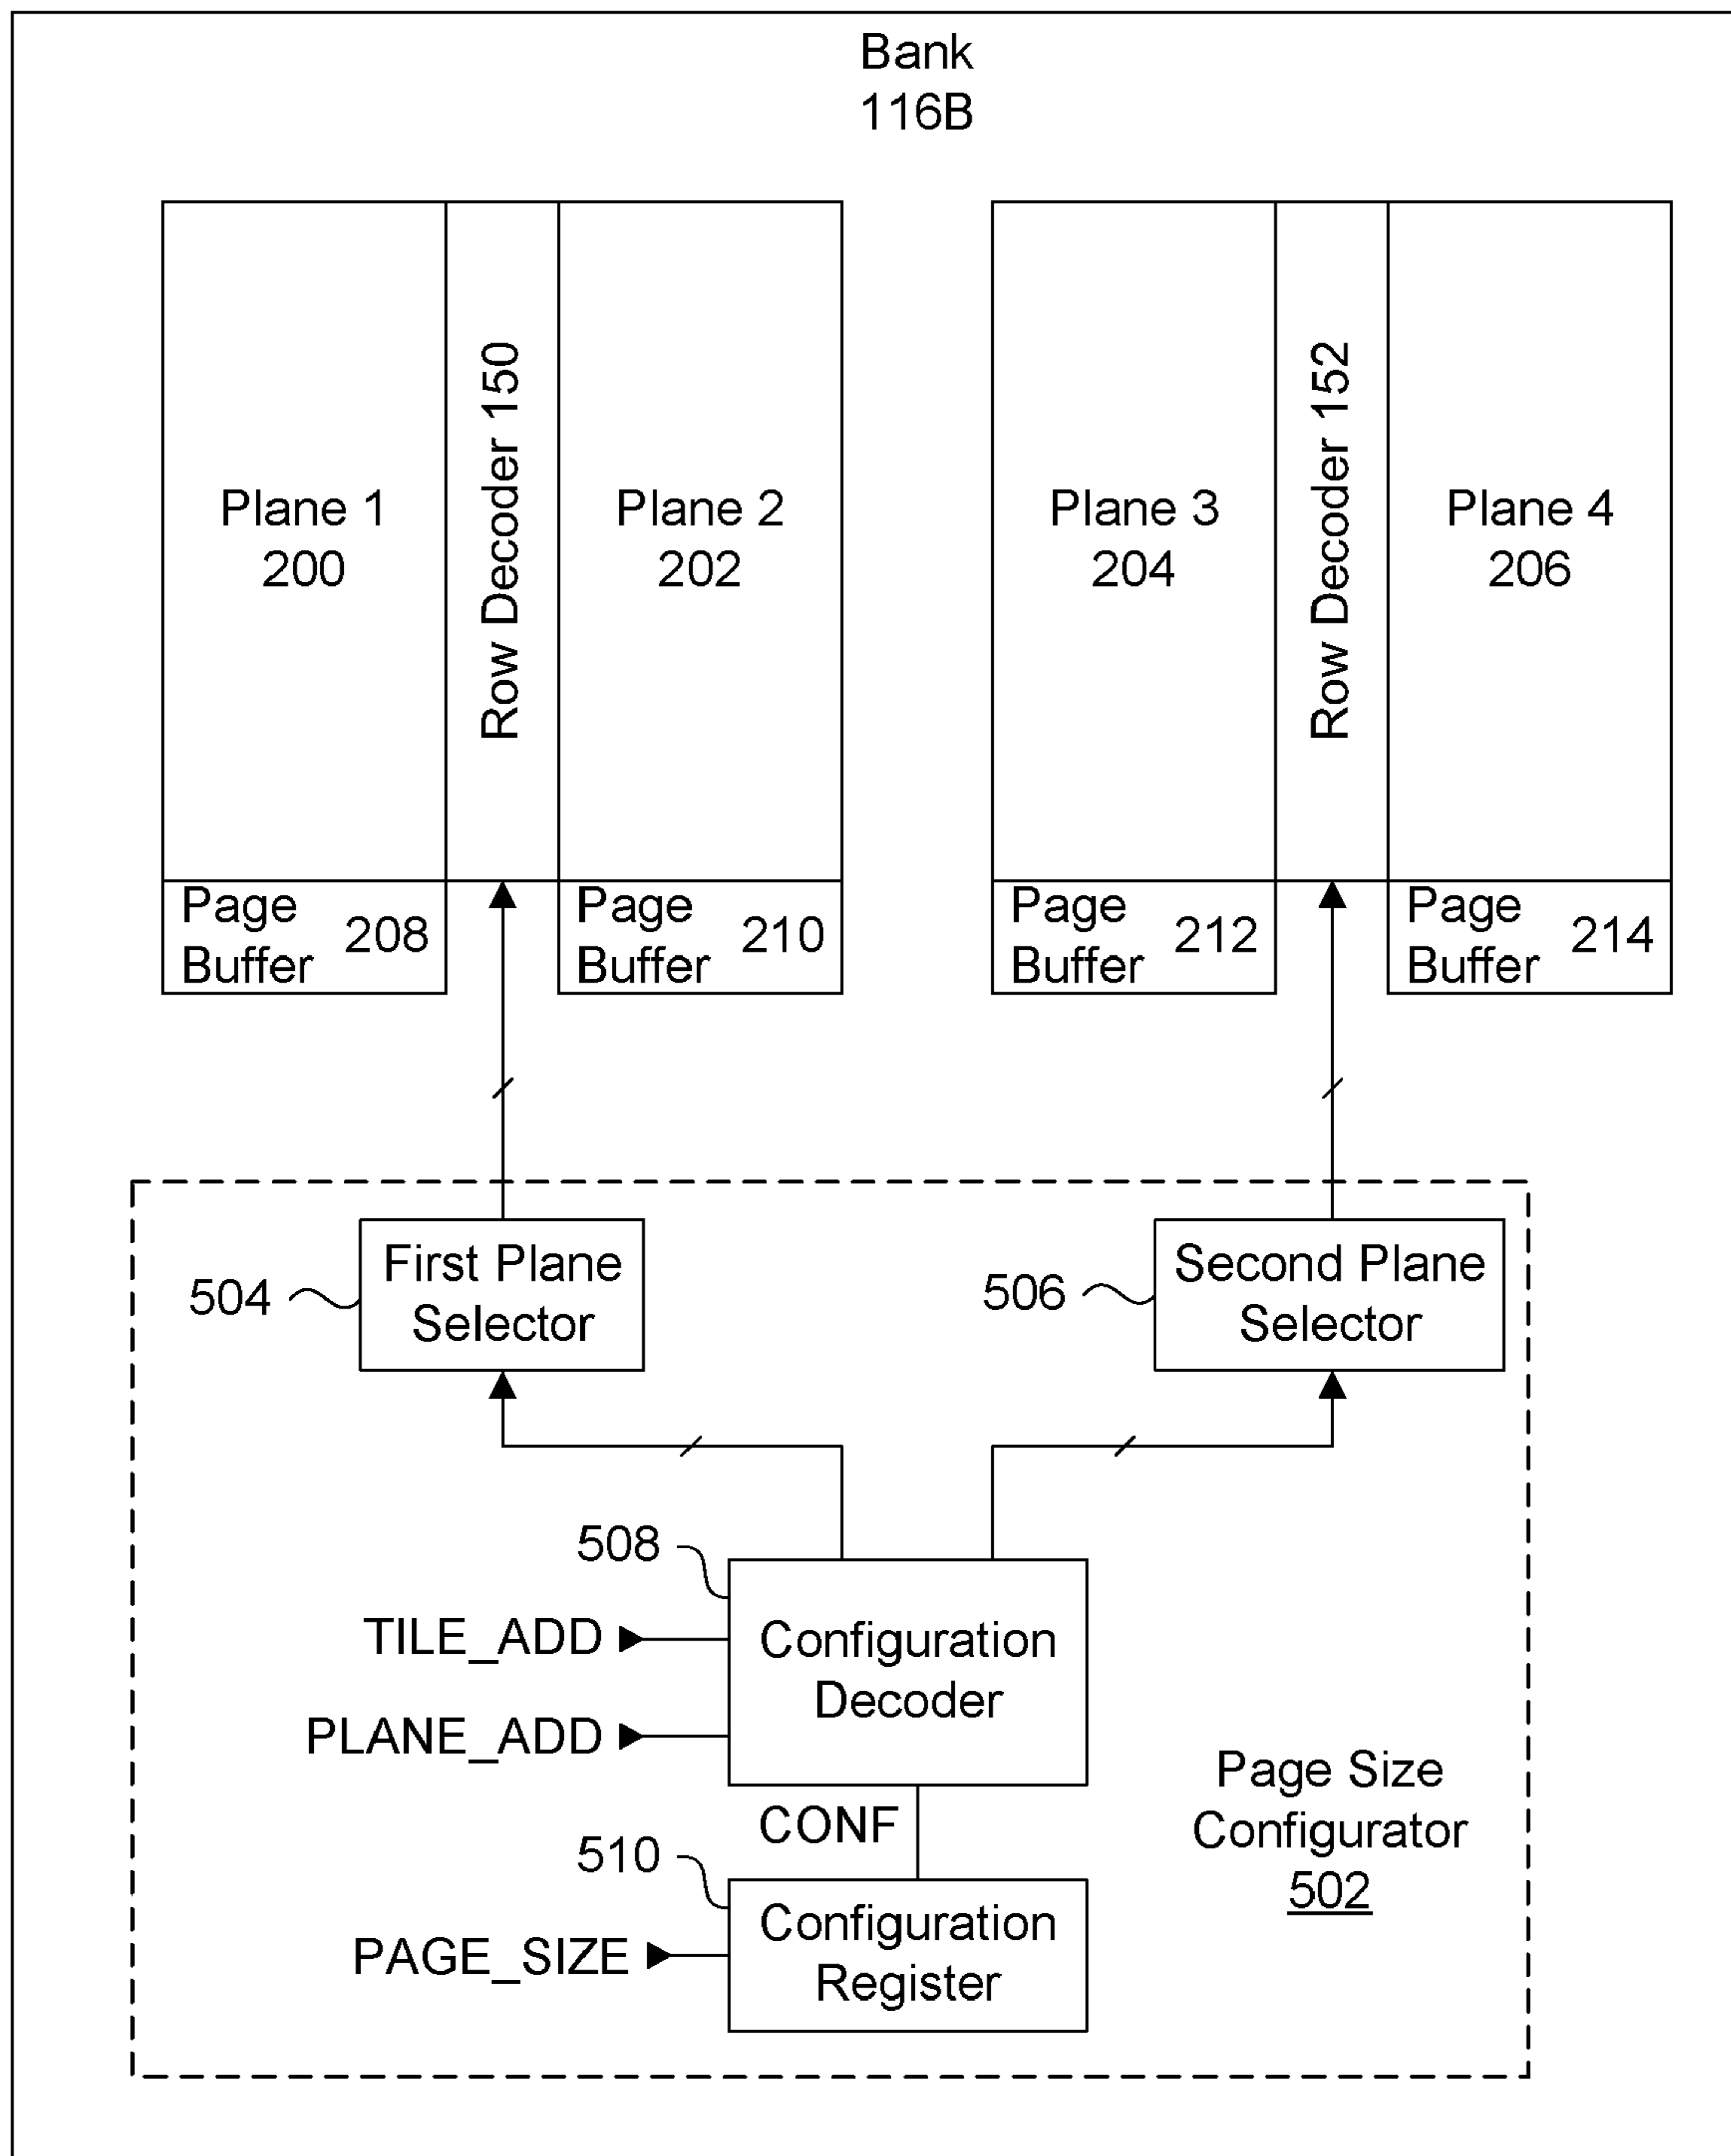 Bank
116B
Plane 1
200
Row Decoder 150
Plane 2
202
Plane 3
204
Row Decoder 152
Plane 4
206
Page
Buffer
208
Page
Buffer
210
Page
Buffer
212
Page
Buffer
214
504
First Plane
Selector
506
Second Plane
Selector
508
TILE_ADD
PLANE_ADD
Configuration
Decoder
CONF
510
PAGE_SIZE
Configuration
Register
Page Size
Configurator
502